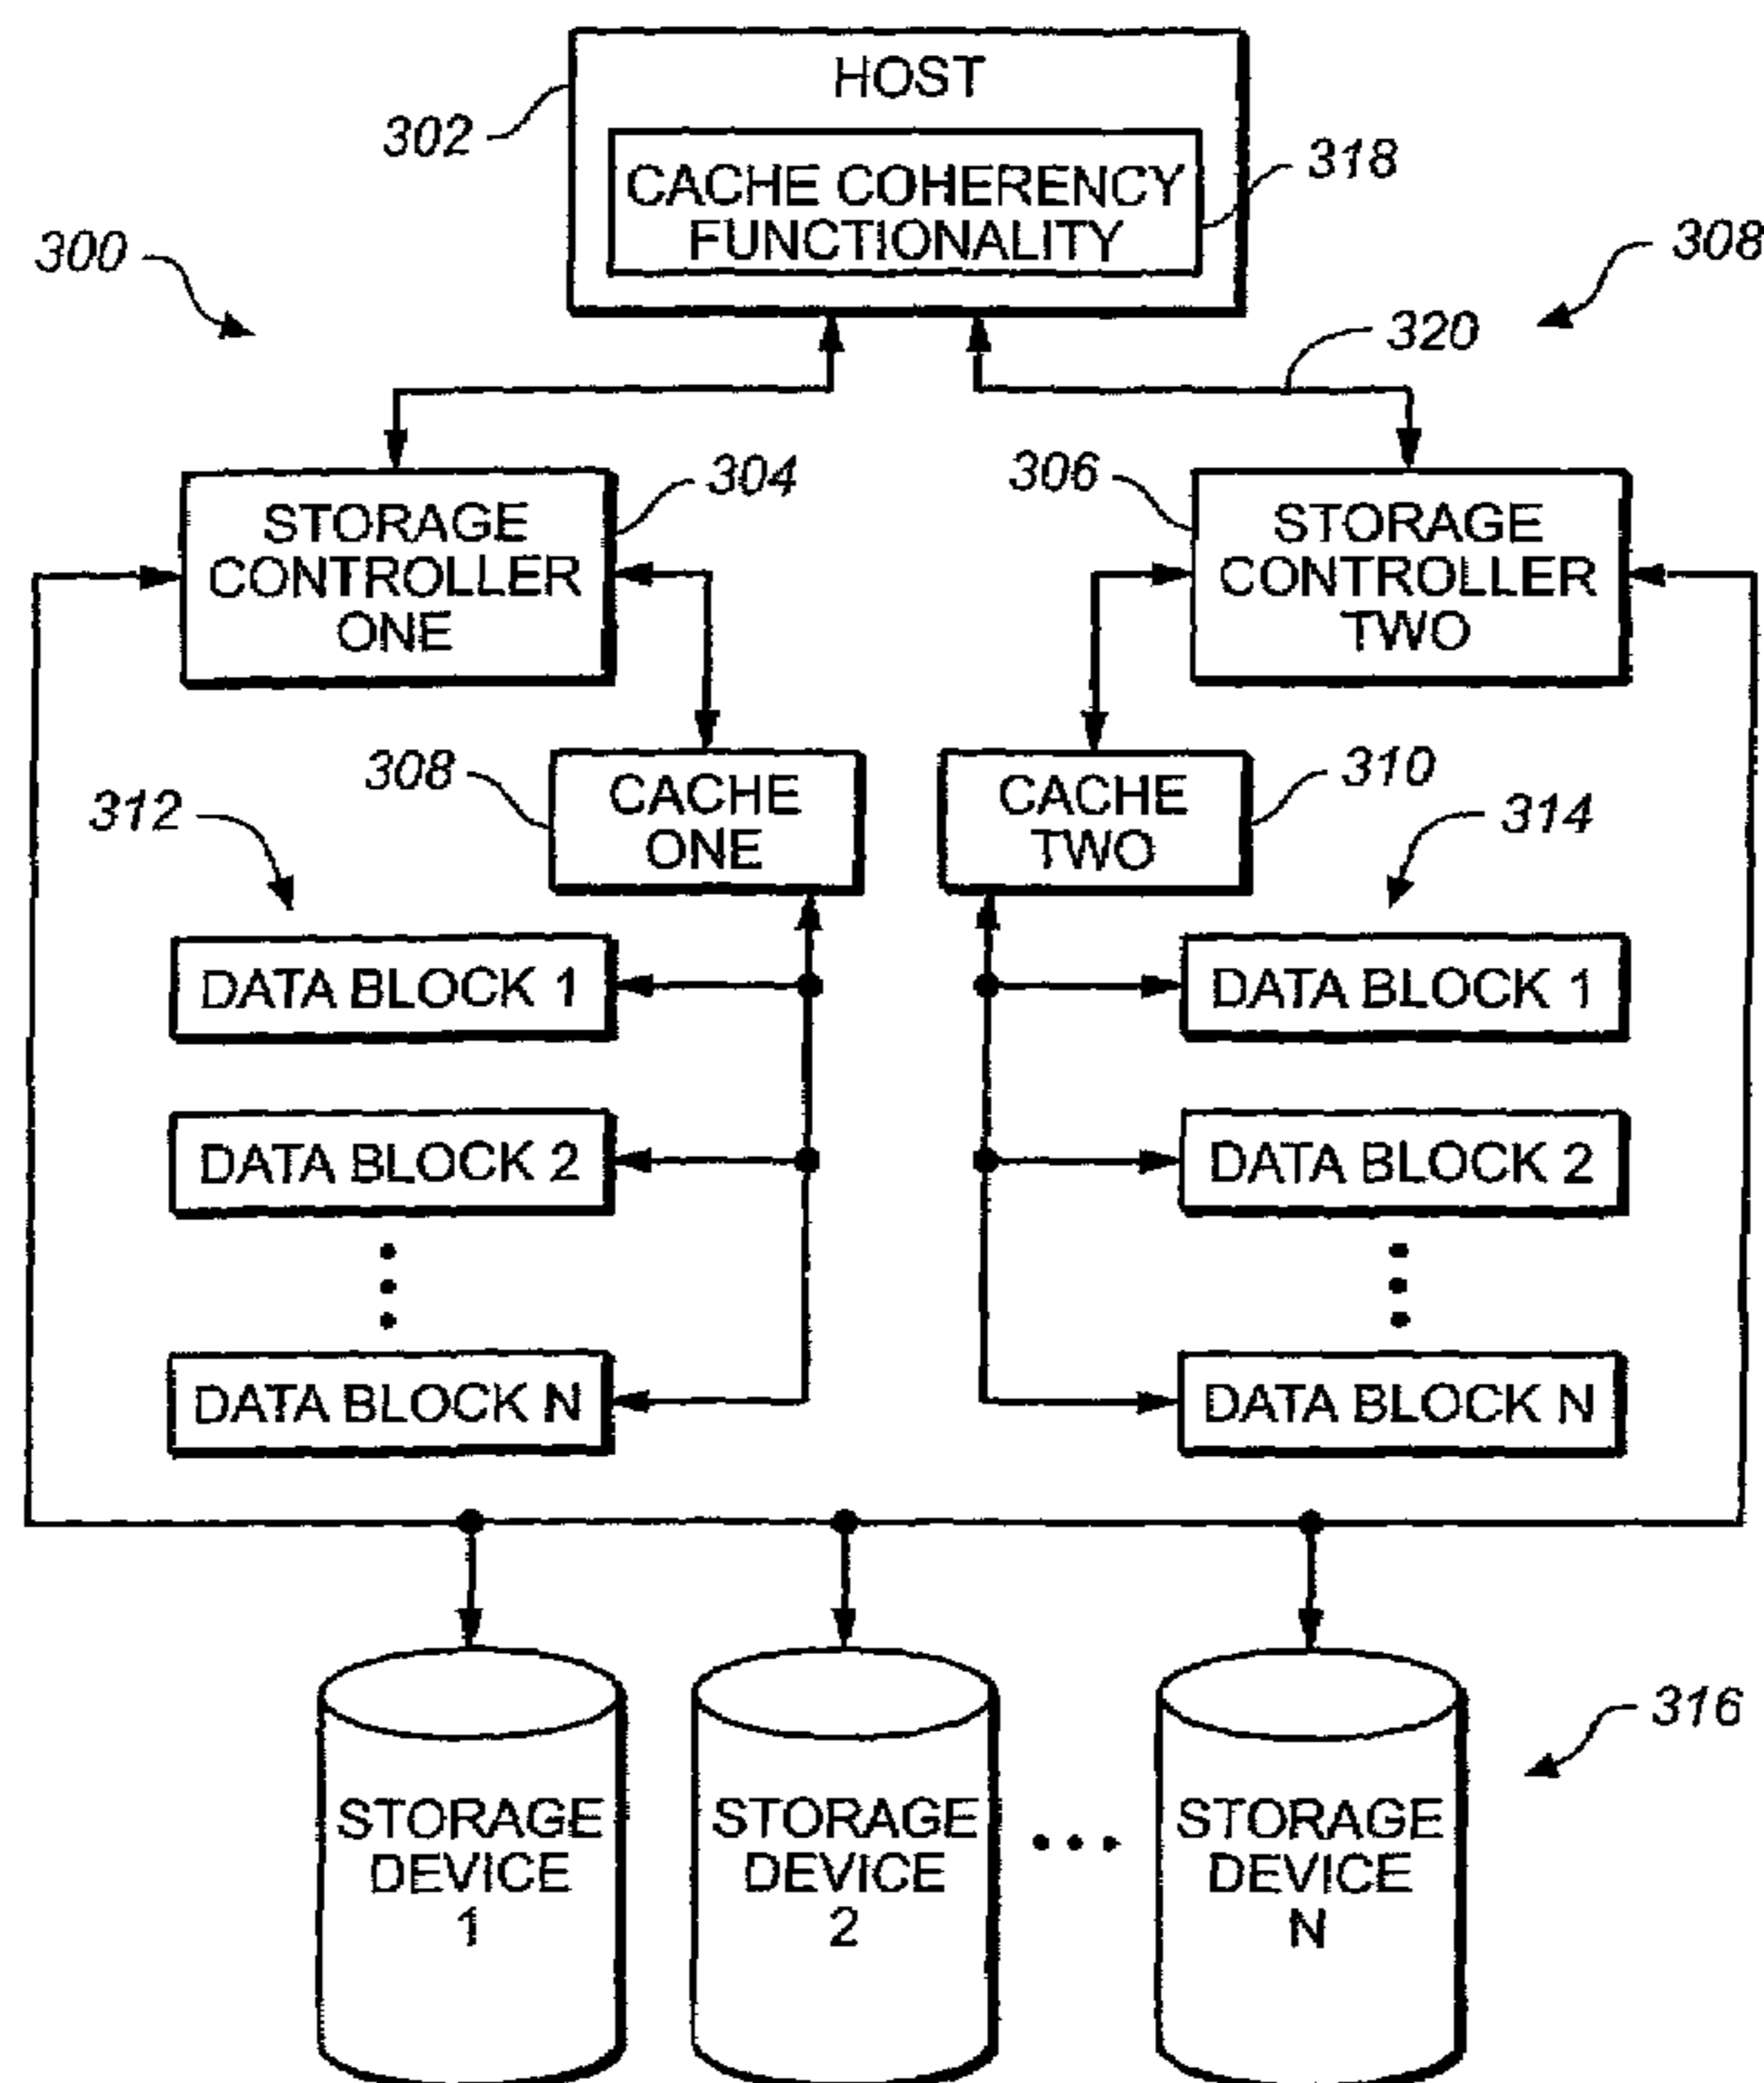 HOST
302
CACHE COHERENCY
FUNCTIONALITY
318
300
308
320
304
306
STORAGE
CONTROLLER
ONE
STORAGE
CONTROLLER
TWO
308
CACHE
ONE
CACHE
TWO
310
312
314
DATA BLOCK 1
DATA BLOCK 1
DATA BLOCK 2
DATA BLOCK 2
DATA BLOCK N
DATA BLOCK N
316
STORAGE
DEVICE
1
STORAGE
DEVICE
2
STORAGE
DEVICE
N